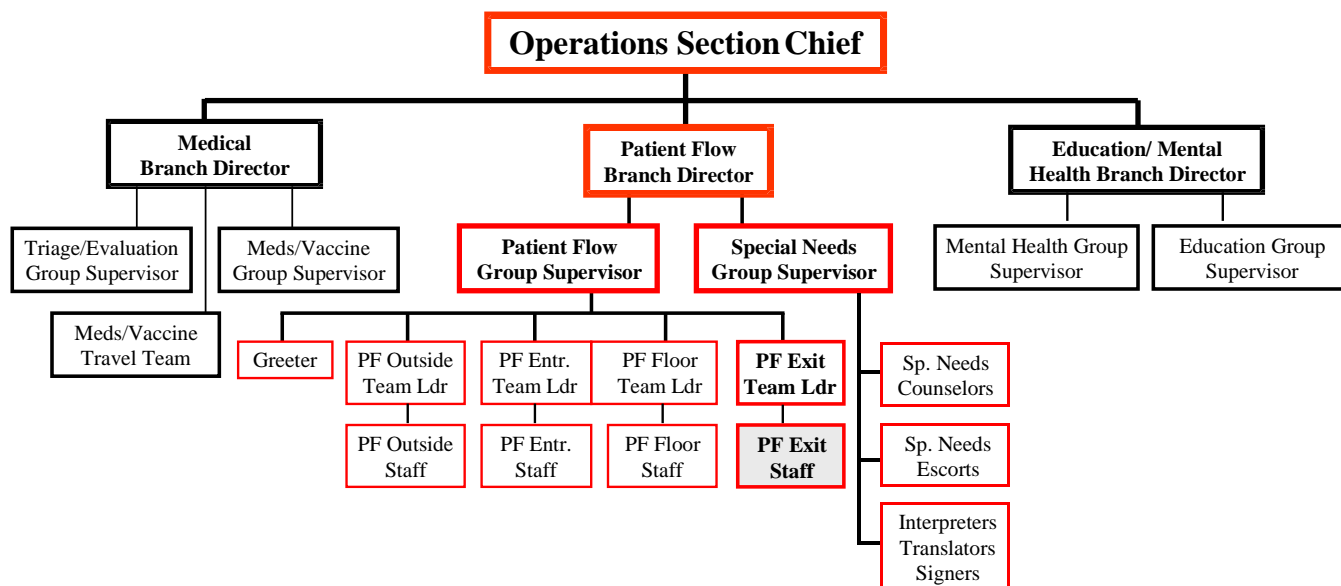 Operations Section Chief
Medical
Branch Director
Patient Flow
Branch Director
Education/ Mental
Health Branch Director
Triage/Evaluation
Group Supervisor
Meds/Vaccine
Group Supervisor
Meds/Vaccine
Travel Team
Patient Flow
Group Supervisor
Special Needs
Group Supervisor
Mental Health Group
Supervisor
Education Group
Supervisor
Greeter
PF Outside
Team Ldr
PF Entr.
Team Ldr
PF Floor
Team Ldr
PF Exit
Team Ldr
PF Outside
Staff
PF Entr.
Staff
PF Floor
Staff
PF Exit
Staff
Sp. Needs
Counselors
Sp. Needs
Escorts
Interpreters
Translators
Signers